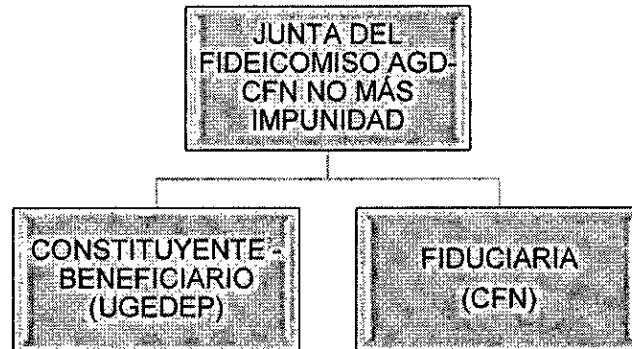 JUNTA DEL
FIDEICOMISO AGD-
CFN NO MÁS
IMPUNIDAD
CONSTITUYENTE -
BENEFICIARIO
(UGEDEP)
FIDUCIARIA
(CFN)